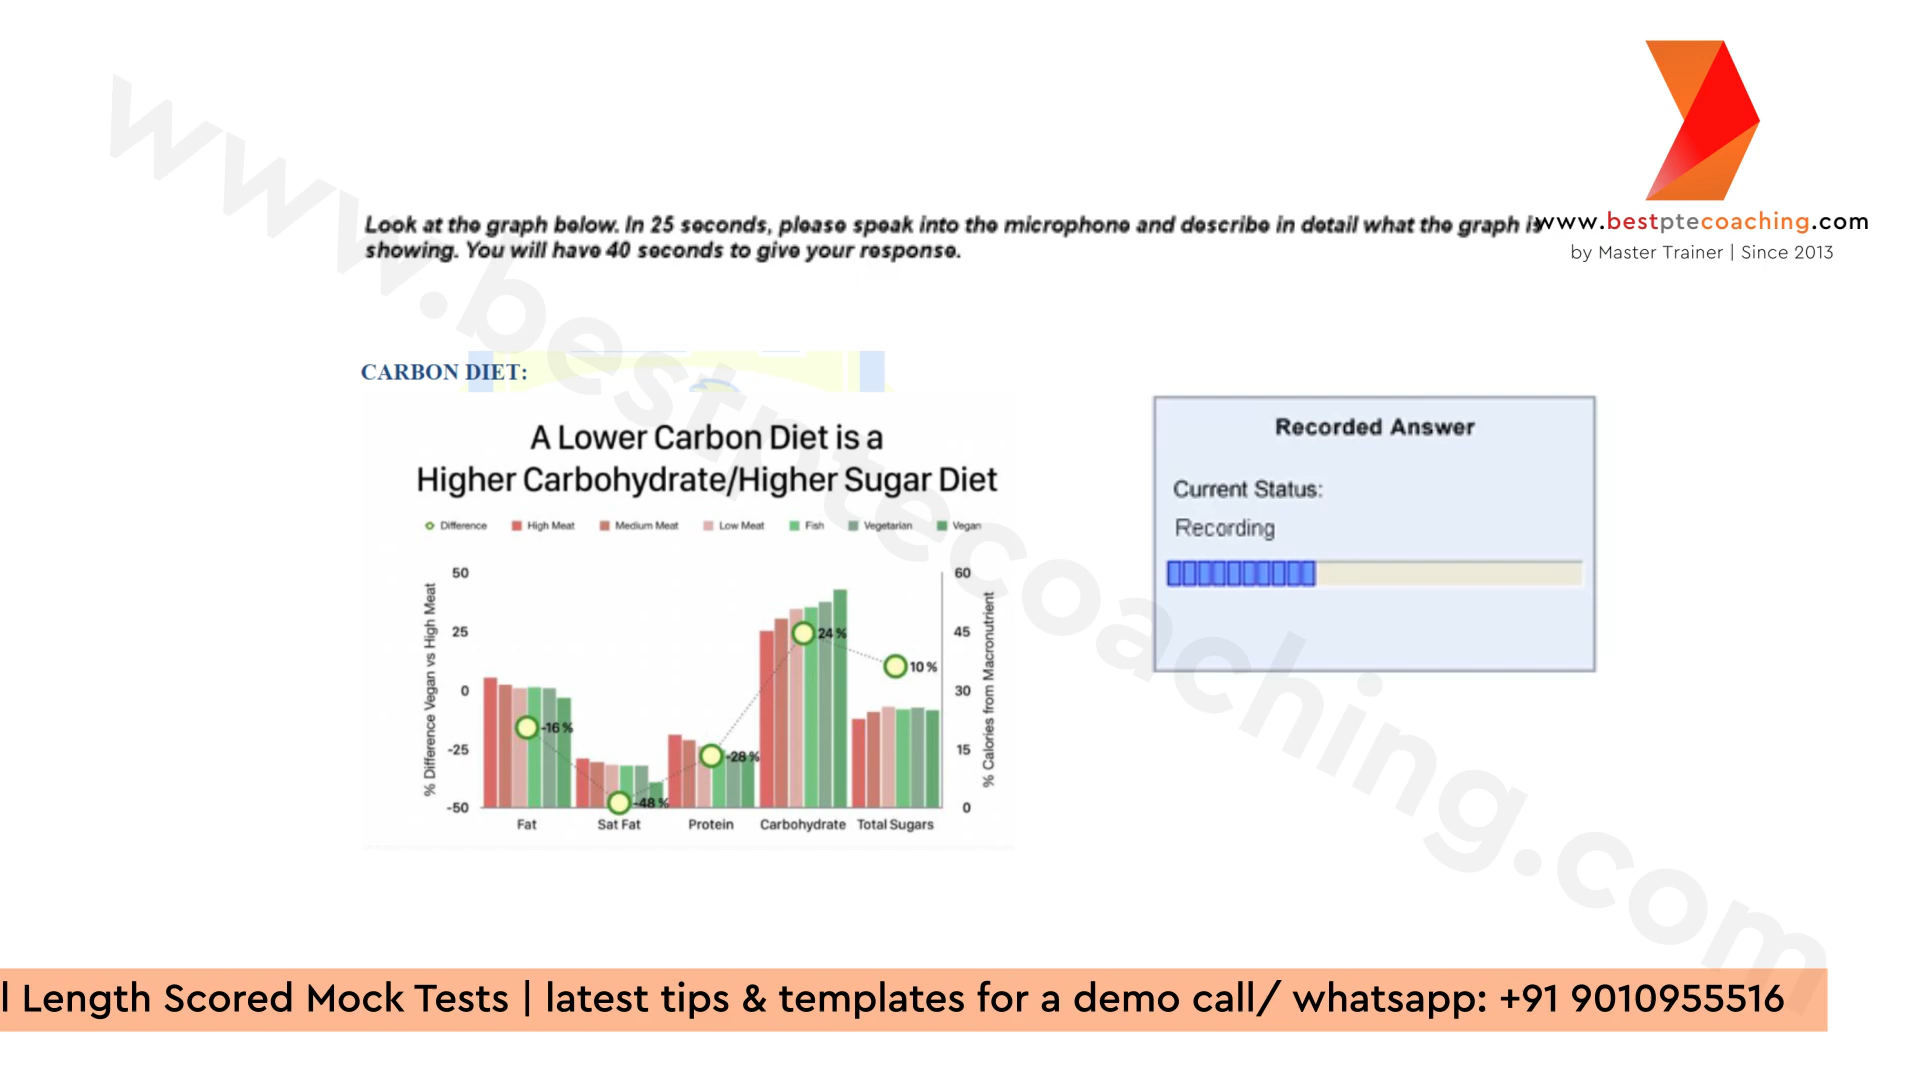 www.bestptecoaching.com
Look at the graph below. In 25 seconds, please speak into the microphone and describe in detail what the graph is
showing. You will have 40 seconds to give your response.
www.bestptecoaching.com
by Master Trainer | Since 2013
CARBON DIET:
A Lower Carbon Diet is a
Higher Carbohydrate/Higher Sugar Diet
Difference High Meat Medium Meat Low Meat Fish Vegetarian Vegan
% Difference Vegan vs High Meat
50
25
0
-25
-50
60
45
30
15
0
% Calories from Macronutrient
-16 %
-48 %
-28 %
24 %
10 %
Fat Sat Fat Protein Carbohydrate Total Sugars
Recorded Answer
Current Status:
Recording
l Length Scored Mock Tests | latest tips & templates for a demo call/ whatsapp: +91 9010955516